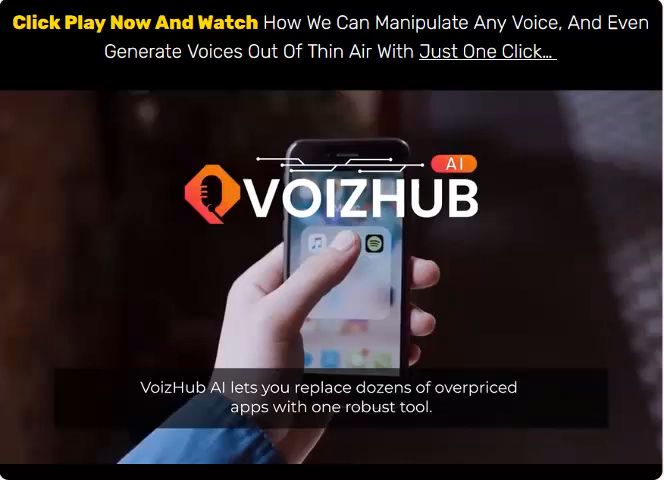 Click Play Now And Watch How We Can Manipulate Any Voice, And Even
Generate Voices Out Of Thin Air With Just One Click…
AI
VOIZHUB
VoizHub AI lets you replace dozens of overpriced
apps with one robust tool.